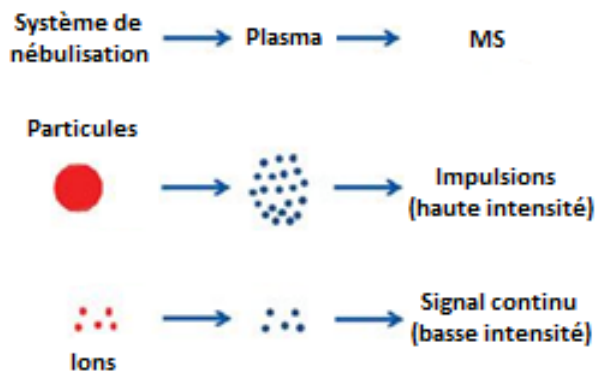 Système de
nébulisation
Plasma
MS
Particules
Impulsions
(haute intensité)
Signal continu
(basse intensité)
Ions